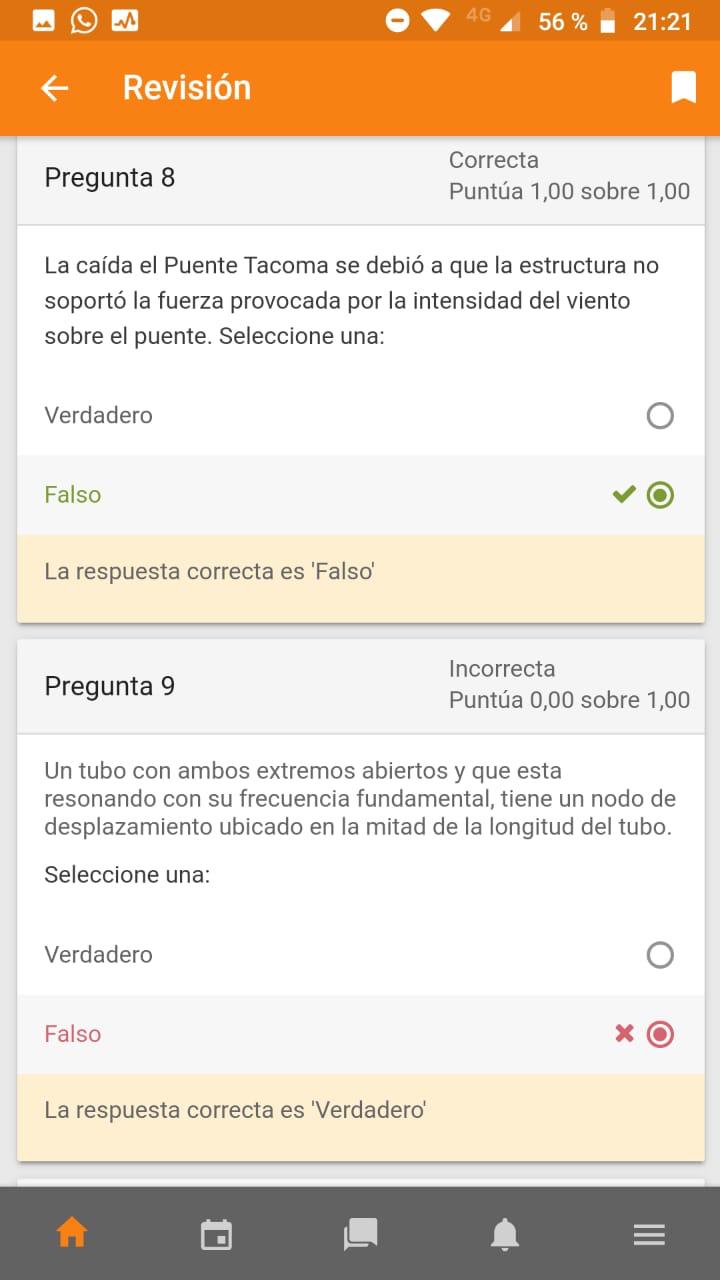 4G 56 % 21:21
Revisión
Pregunta 8
Correcta
Puntúa 1,00 sobre 1,00
La caída el Puente Tacoma se debió a que la estructura no
soportó la fuerza provocada por la intensidad del viento
sobre el puente. Seleccione una:
Verdadero
Falso
La respuesta correcta es 'Falso'
Pregunta 9
Incorrecta
Puntúa 0,00 sobre 1,00
Un tubo con ambos extremos abiertos y que esta
resonando con su frecuencia fundamental, tiene un nodo de
desplazamiento ubicado en la mitad de la longitud del tubo.
Seleccione una:
Verdadero
Falso
La respuesta correcta es 'Verdadero'